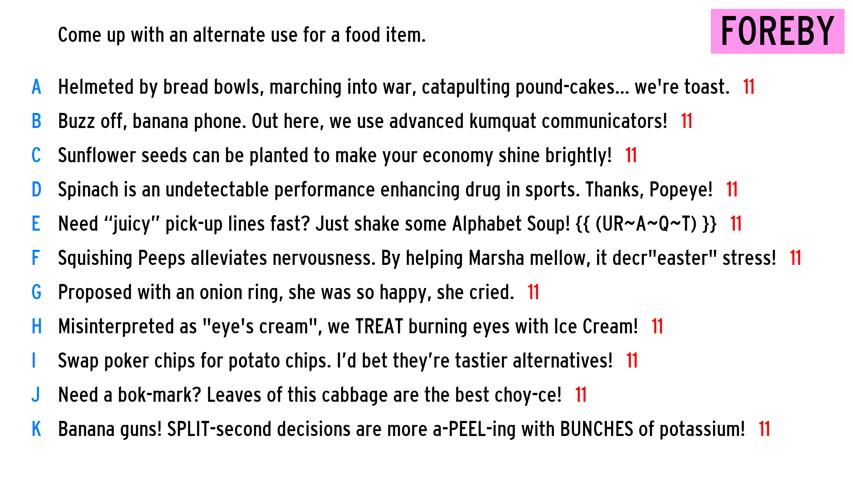 Come up with an alternate use for a food item.
FOREBY
A Helmeted by bread bowls, marching into war, catapulting pound-cakes... we're toast. 11
B Buzz off, banana phone. Out here, we use advanced kumquat communicators! 11
C Sunflower seeds can be planted to make your economy shine brightly! 11
D Spinach is an undetectable performance enhancing drug in sports. Thanks, Popeye! 11
E Need “juicy” pick-up lines fast? Just shake some Alphabet Soup! {{ (UR~A~Q~T) }} 11
F Squishing Peeps alleviates nervousness. By helping Marsha mellow, it decr"easter" stress! 11
G Proposed with an onion ring, she was so happy, she cried. 11
H Misinterpreted as "eye's cream", we TREAT burning eyes with Ice Cream! 11
I Swap poker chips for potato chips. I’d bet they’re tastier alternatives! 11
J Need a bok-mark? Leaves of this cabbage are the best choy-ce! 11
K Banana guns! SPLIT-second decisions are more a-PEEL-ing with BUNCHES of potassium! 11